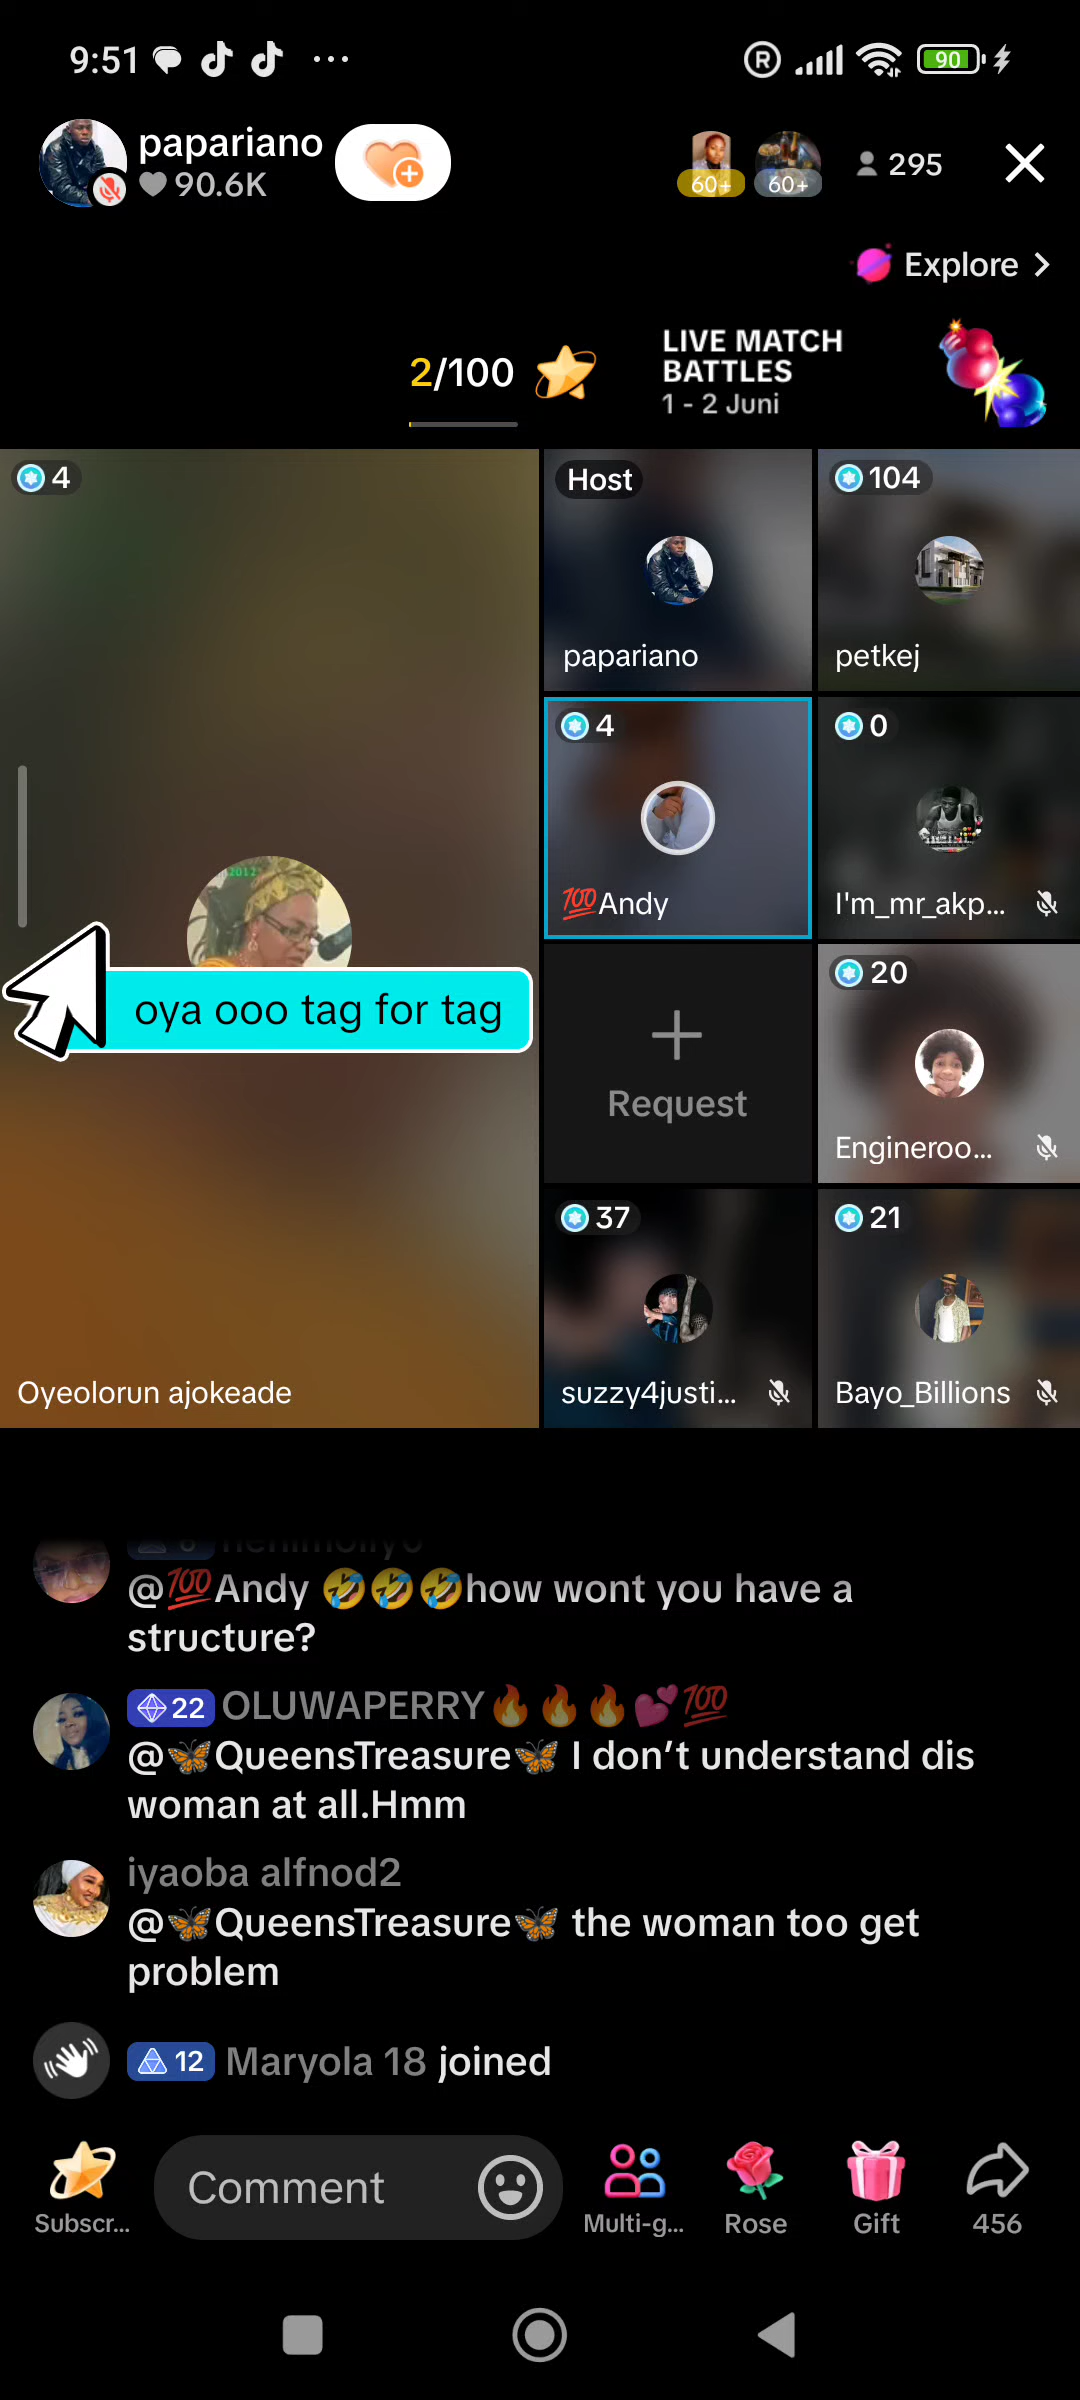 9:51
90
papariano
90.6K
60+ 60+ 295
Explore
2/100
LIVE MATCH
BATTLES
1 - 2 Juni
4
Host
104
papariano
petkej
4
0
💯Andy
I'm_mr_akp...
oya ooo tag for tag
Request
20
Engineroo...
37
21
Oyeolorun ajokeade
suzzy4justi...
Bayo_Billions
@💯Andy 🤣🤣🤣how wont you have a
structure?
22 OLUWAPERRY🔥🔥🔥💕💯
@🦋QueensTreasure🦋 I don’t understand dis
woman at all.Hmm
iyaoba alfnod2
@🦋QueensTreasure🦋 the woman too get
problem
12 Maryola 18 joined
Comment
Subscr...
Multi-g...
Rose
Gift
456